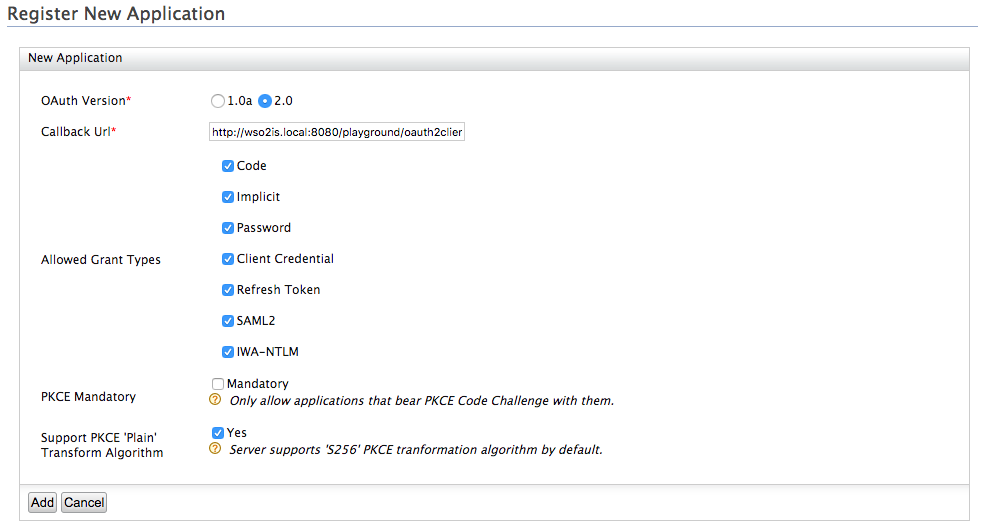 Register New Application
New Application
OAuth Version*
1.0a 2.0
Callback Url*
http://wso2is.local:8080/playground/oauth2clier
Allowed Grant Types
Code
Implicit
Password
Client Credential
Refresh Token
SAML2
IWA-NTLM
PKCE Mandatory
Mandatory
? Only allow applications that bear PKCE Code Challenge with them.
Support PKCE 'Plain'
Transform Algorithm
Yes
? Server supports 'S256' PKCE tranformation algorithm by default.
Add Cancel